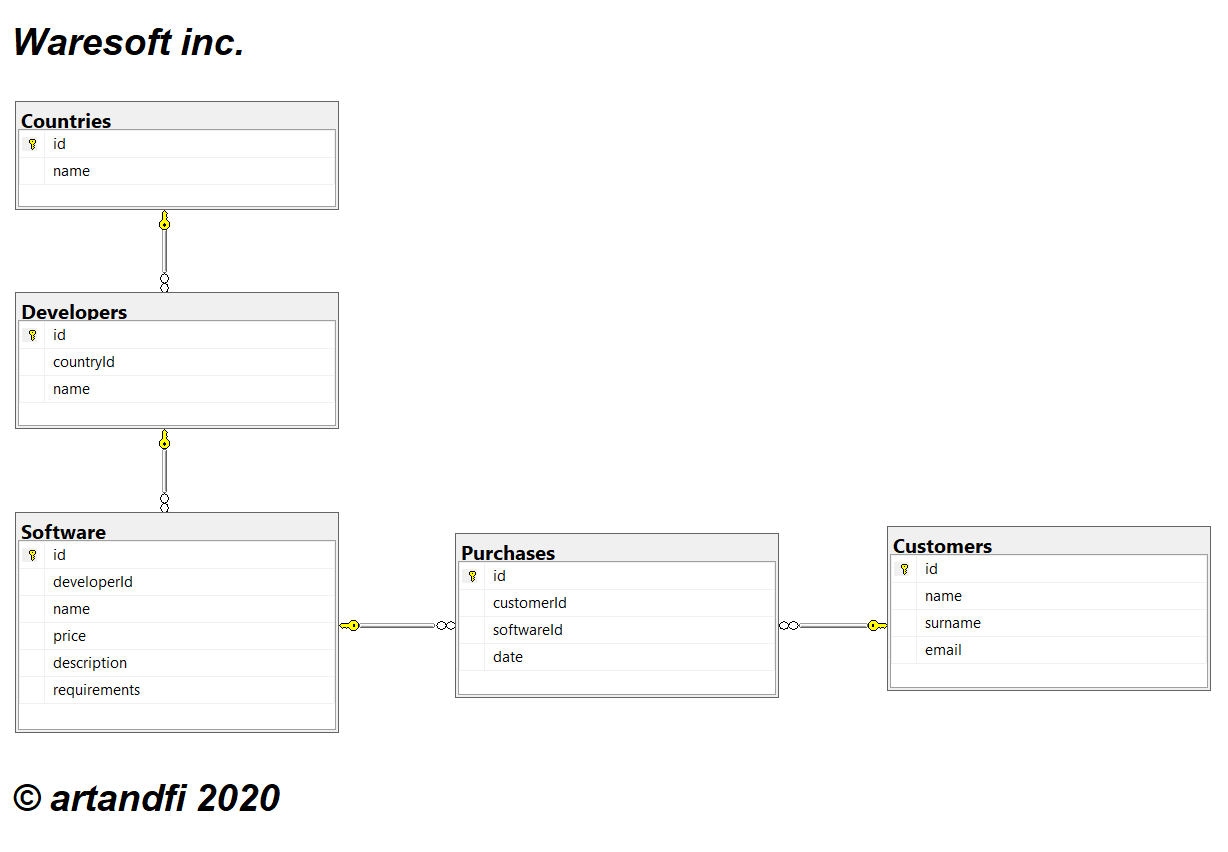 Waresoft inc.
Countries
id
name
Developers
id
countryId
name
Software
id
developerId
name
price
description
requirements
Purchases
id
customerId
softwareId
date
Customers
id
name
surname
email
© artandfi 2020